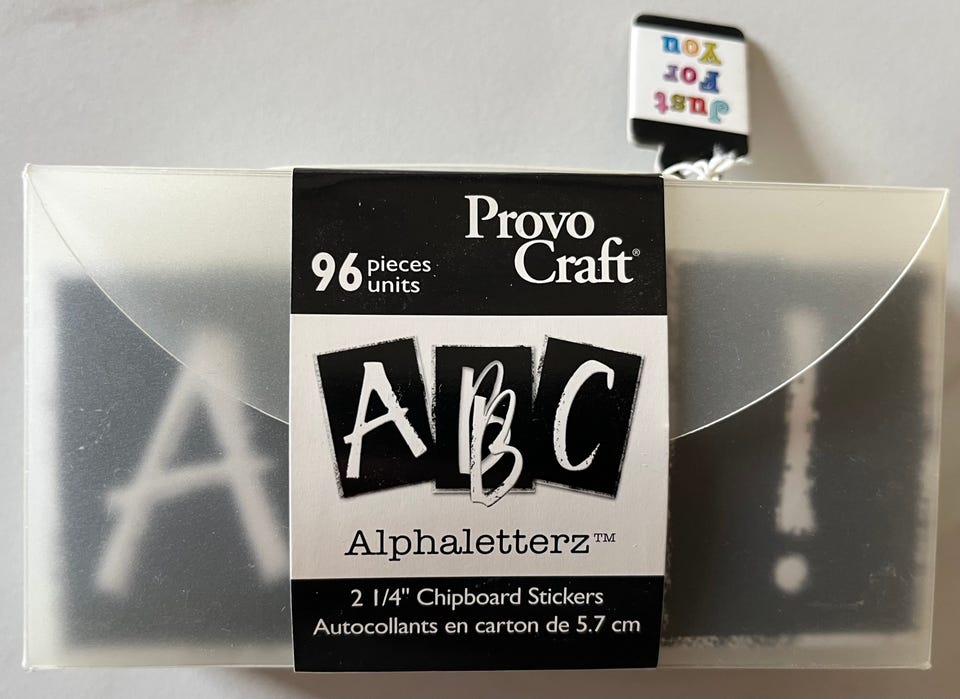 Just
For
You
Provo
Craft®
96 pieces
units
A B C
Alphaletterz™
2 1/4" Chipboard Stickers
Autocollants en carton de 5.7 cm
A !